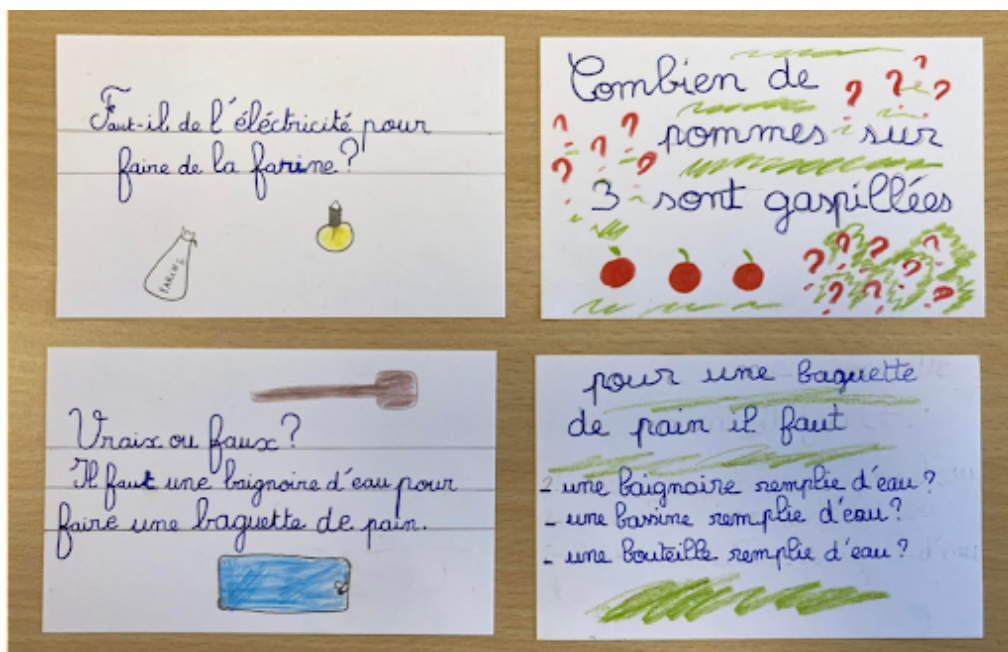 Faut-il de l'éléctricité pour
faire de la farine ?
FARINE
Combien de
pommes sur
3 sont gaspillées
Vraix ou faux ?
Il faut une baignoire d'eau pour
faire une baguette de pain.
pour une baguette
de pain il faut
- une baignoire remplie d'eau ?
- une bassine remplie d'eau ?
- une bouteille remplie d'eau ?